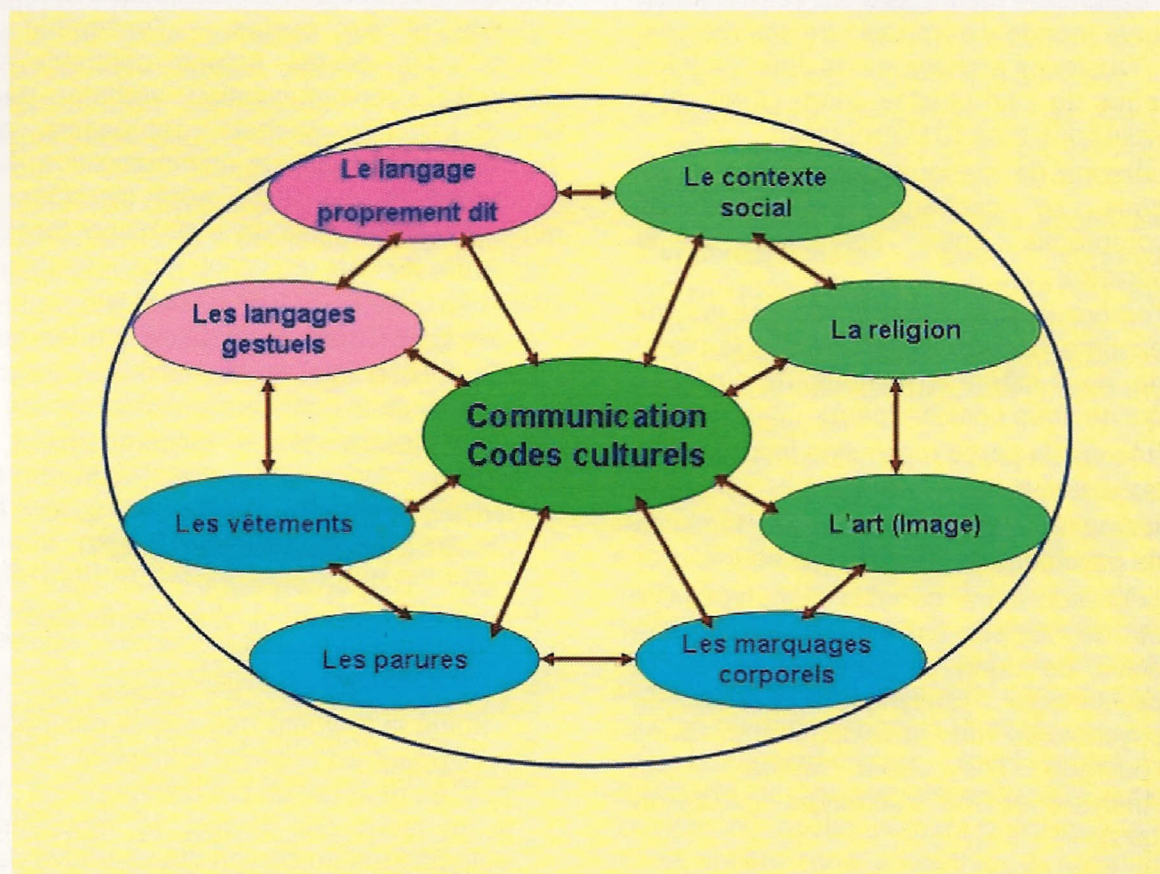 Le langage
proprement dit
Le contexte
social
Les langages
gestuels
La religion
Communication
Codes culturels
Les vêtements
L'art (Image)
Les parures
Les marquages
corporels